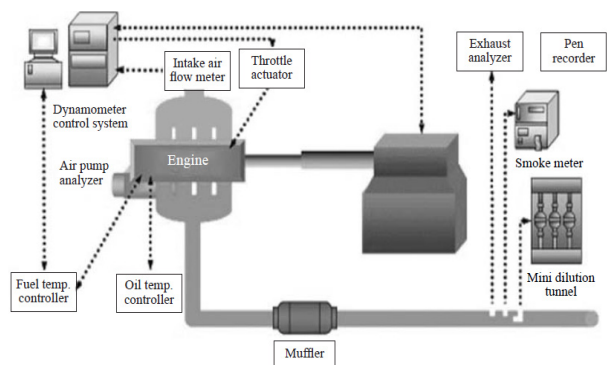 Intake air
flow meter
Throttle
actuator
Exhaust
analyzer
Pen
recorder
Dynamometer
control system
Air pump
analyzer
Engine
Smoke meter
Fuel temp.
controller
Oil temp.
controller
Mini dilution
tunnel
Muffler